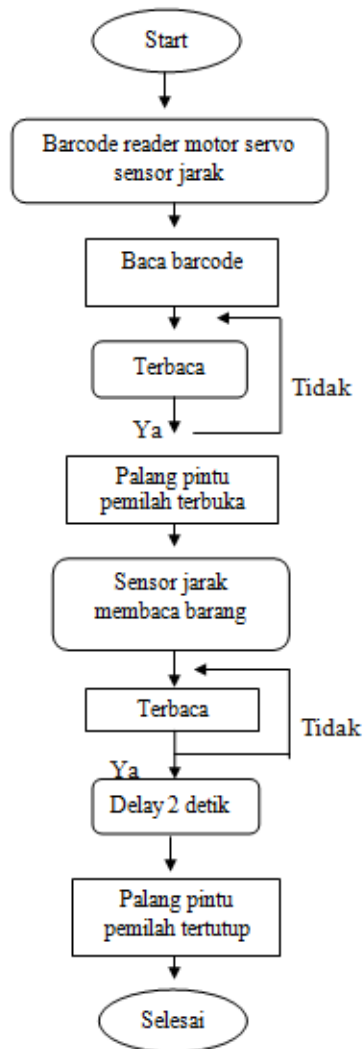 Start
Barcode reader motor servo
sensor jarak
Baca barcode
Terbaca
Tidak
Ya
Palang pintu
pemilah terbuka
Sensor jarak
membaca barang
Terbaca
Tidak
Ya
Delay 2 detik
Palang pintu
pemilah tertutup
Selesai